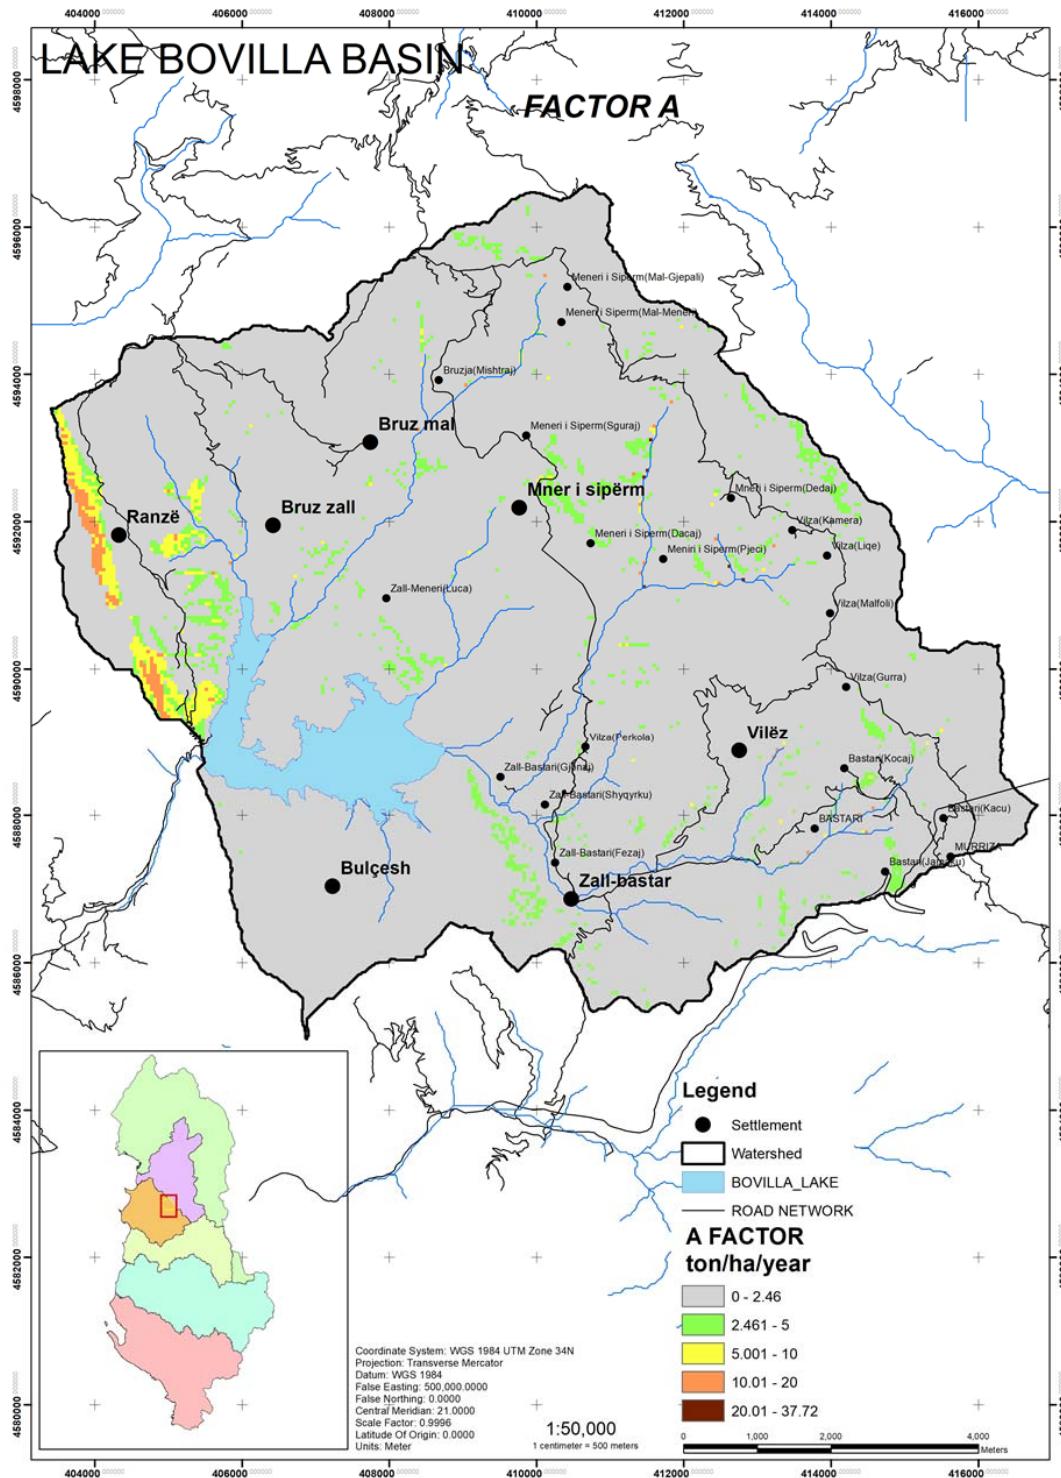 404000 406000 408000 410000 412000 414000 416000
LAKE BOVILLA BASIN
FACTOR A
4598000
4596000
4594000
4592000
4590000
4588000
4586000
4584000
4582000
4580000
Meneri i Siperm(Mal-Gjepali)
Meneri i Siperm(Mal-Meneri)
Bruzja(Mishtraj)
Bruz mal
Meneri i Siperm(Sguraj)
Mner i sipërm
Mneri i Siperm(Dedaj)
Bruz zall
Ranzë
Vilza(Kamera)
Meneri i Siperm(Dacaj)
Vilza(Liqe)
Meniri i Siperm(Pjeci)
Zall-Meneri(Luca)
Vilza(Malfoli)
Vilza(Gurra)
Vilëz
Vilza(Perkola)
Bastari(Kocaj)
Zall-Bastari(Gjonaj)
Zall-Bastari(Shyqyrku)
Bastari(Kacu)
BASTARI
MURRIZA
Zall-Bastari(Fezaj)
Bulçesh
Zall-bastar
Legend
Settlement
Watershed
BOVILLA_LAKE
ROAD NETWORK
A FACTOR
ton/ha/year
0 - 2.46
2.461 - 5
5.001 - 10
10.01 - 20
20.01 - 37.72
Coordinate System: WGS 1984 UTM Zone 34N
Projection: Transverse Mercator
Datum: WGS 1984
False Easting: 500,000.0000
False Northing: 0.0000
Central Meridian: 21.0000
Scale Factor: 0.9996
Latitude Of Origin: 0.0000
Units: Meter
1:50,000
1 centimeter = 500 meters
0 1,000 2,000 4,000
Meters
404000 406000 408000 410000 412000 414000 416000